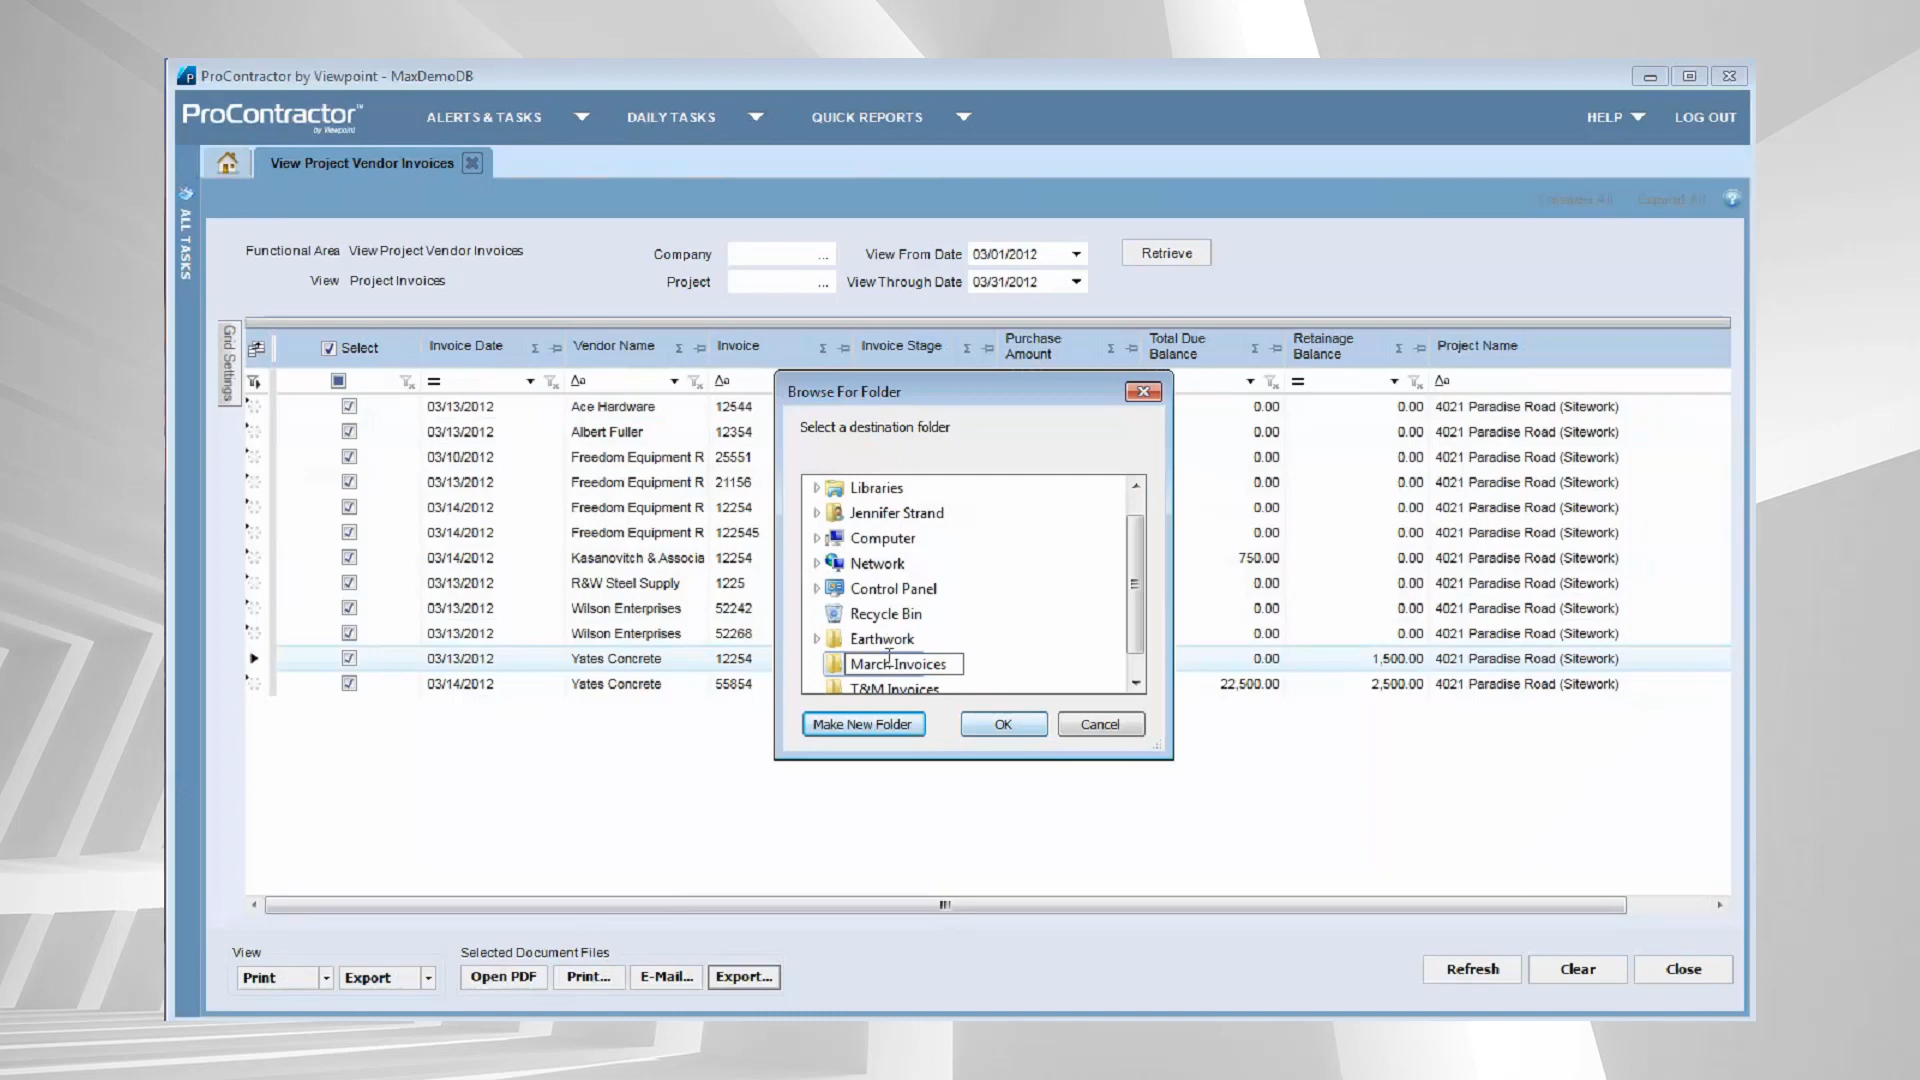 ProContractor by Viewpoint - MaxDemoDB
ProContractor™
by Viewpoint
ALERTS & TASKS
DAILY TASKS
QUICK REPORTS
HELP
LOG OUT
View Project Vendor Invoices
ALL TASKS
Functional Area View Project Vendor Invoices
Company ...
View From Date 03/01/2012
Retrieve
View Project Invoices
Project ...
View Through Date 03/31/2012
Grid Settings
Select Invoice Date Σ Vendor Name Σ Invoice Σ Invoice Stage Σ Purchase Amount Σ Total Due Balance Σ Retainage Balance Σ Project Name
03/13/2012 Ace Hardware 12544 0.00 0.00 4021 Paradise Road (Sitework)
03/13/2012 Albert Fuller 12354 0.00 0.00 4021 Paradise Road (Sitework)
03/10/2012 Freedom Equipment R 25551 0.00 0.00 4021 Paradise Road (Sitework)
03/13/2012 Freedom Equipment R 21156 0.00 0.00 4021 Paradise Road (Sitework)
03/14/2012 Freedom Equipment R 12254 0.00 0.00 4021 Paradise Road (Sitework)
03/14/2012 Freedom Equipment R 122545 0.00 0.00 4021 Paradise Road (Sitework)
03/14/2012 Kasanovitch & Associa 12254 750.00 0.00 4021 Paradise Road (Sitework)
03/13/2012 R&W Steel Supply 1225 0.00 0.00 4021 Paradise Road (Sitework)
03/13/2012 Wilson Enterprises 52242 0.00 0.00 4021 Paradise Road (Sitework)
03/13/2012 Wilson Enterprises 52268 0.00 0.00 4021 Paradise Road (Sitework)
03/13/2012 Yates Concrete 12254 0.00 1,500.00 4021 Paradise Road (Sitework)
03/14/2012 Yates Concrete 55854 22,500.00 2,500.00 4021 Paradise Road (Sitework)
Browse For Folder
Select a destination folder
Libraries
Jennifer Strand
Computer
Network
Control Panel
Recycle Bin
Earthwork
March Invoices
T&M Invoices
Make New Folder
OK
Cancel
View
Print
Export
Selected Document Files
Open PDF
Print...
E-Mail...
Export...
Refresh
Clear
Close